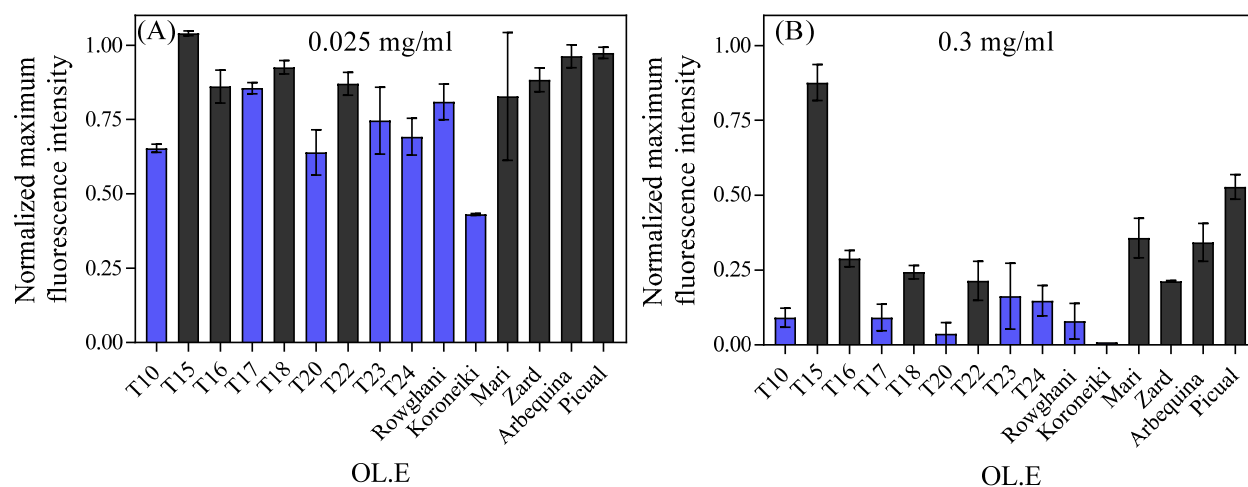 (A)
0.025 mg/ml
Normalized maximum
fluorescence intensity
1.00
0.75
0.50
0.25
0.00
T10
T15
T16
T17
T18
T20
T22
T23
T24
Rowghani
Koroneiki
Mari
Zard
Arbequina
Picual
OL.E
(B)
0.3 mg/ml
Normalized maximum
fluorescence intensity
1.00
0.75
0.50
0.25
0.00
T10
T15
T16
T17
T18
T20
T22
T23
T24
Rowghani
Koroneiki
Mari
Zard
Arbequina
Picual
OL.E